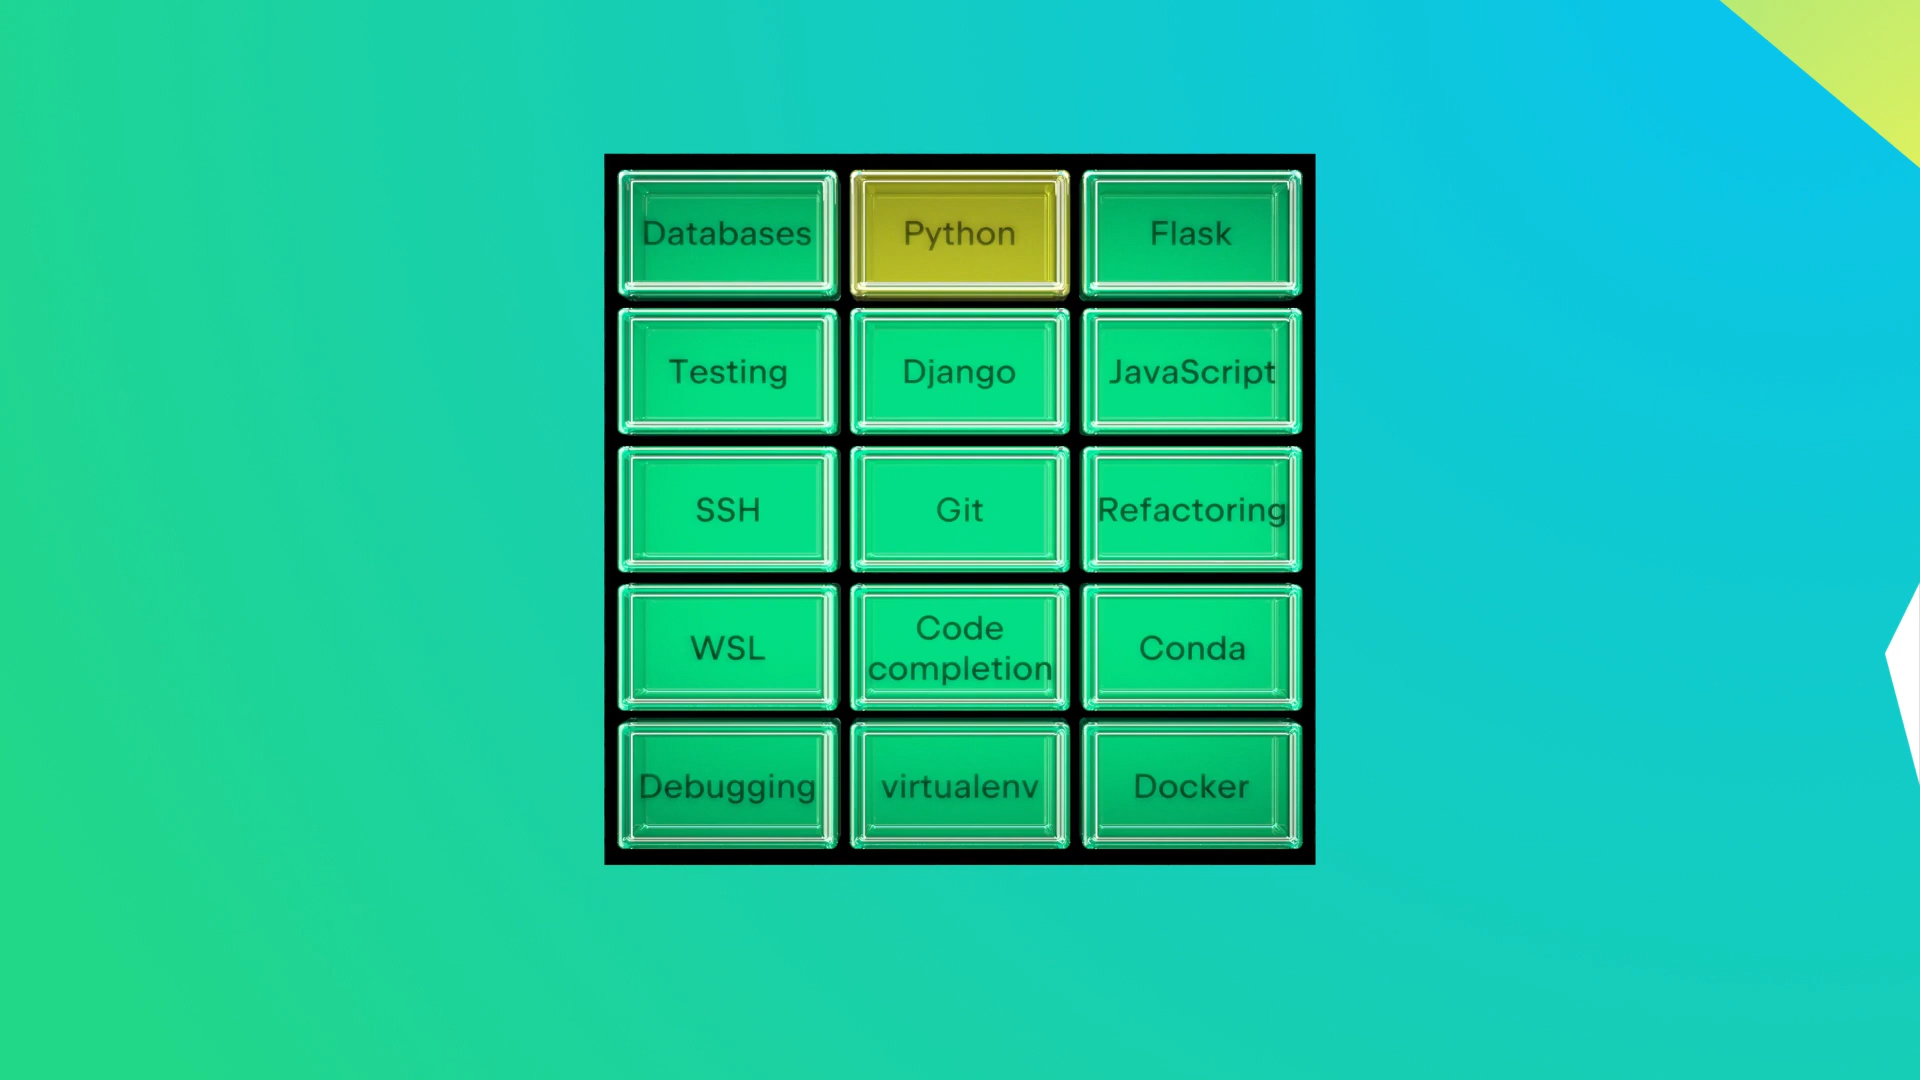 Databases
Python
Flask
Testing
Django
JavaScript
SSH
Git
Refactoring
WSL
Code
completion
Conda
Debugging
virtualenv
Docker